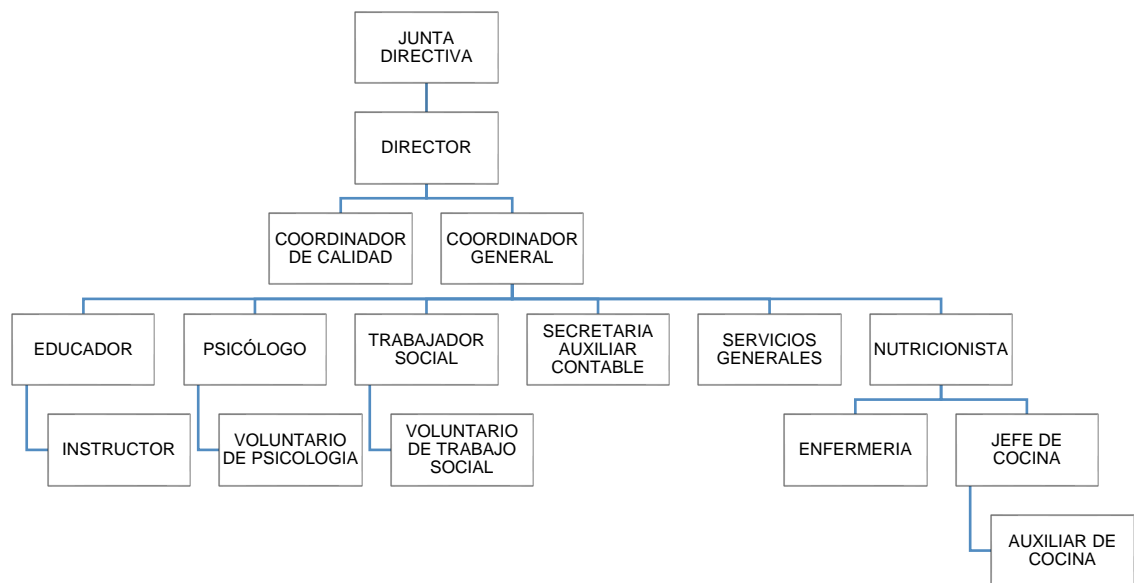 JUNTA
DIRECTIVA
DIRECTOR
COORDINADOR
DE CALIDAD
COORDINADOR
GENERAL
EDUCADOR
PSICÓLOGO
TRABAJADOR
SOCIAL
SECRETARIA
AUXILIAR
CONTABLE
SERVICIOS
GENERALES
NUTRICIONISTA
INSTRUCTOR
VOLUNTARIO
DE PSICOLOGIA
VOLUNTARIO
DE TRABAJO
SOCIAL
ENFERMERIA
JEFE DE
COCINA
AUXILIAR DE
COCINA